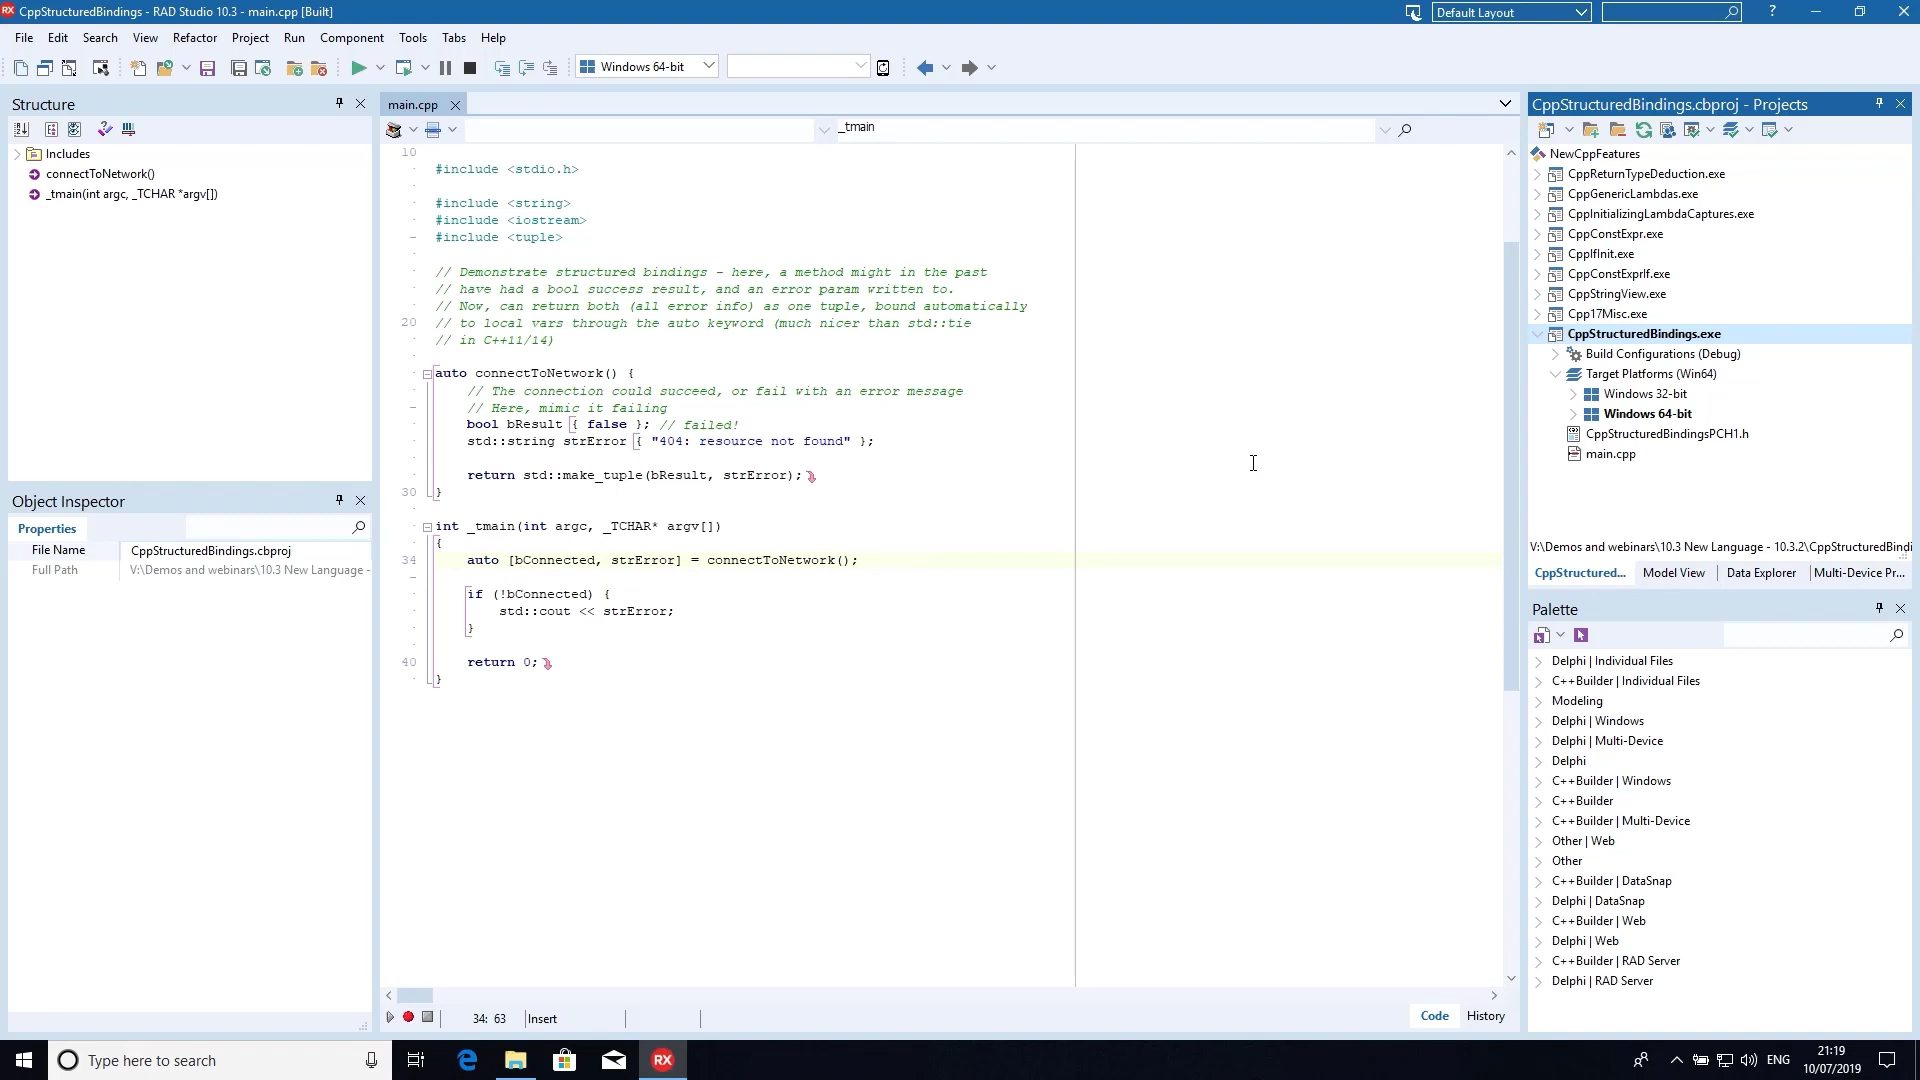 RX CppStructuredBindings - RAD Studio 10.3 - main.cpp [Built]
Default Layout
?
File Edit Search View Refactor Project Run Component Tools Tabs Help
Windows 64-bit
Structure
Includes
connectToNetwork()
_tmain(int argc, _TCHAR *argv[])
Object Inspector
Properties
File Name CppStructuredBindings.cbproj
Full Path V:\Demos and webinars\10.3 New Language -
main.cpp
_tmain
10
#include <stdio.h>
#include <string>
#include <iostream>
#include <tuple>
// Demonstrate structured bindings - here, a method might in the past
// have had a bool success result, and an error param written to.
// Now, can return both (all error info) as one tuple, bound automatically
20 // to local vars through the auto keyword (much nicer than std::tie
// in C++11/14)
auto connectToNetwork() {
// The connection could succeed, or fail with an error message
// Here, mimic it failing
bool bResult { false }; // failed!
std::string strError { "404: resource not found" };
return std::make_tuple(bResult, strError);
30 }
int _tmain(int argc, _TCHAR* argv[])
{
34 auto [bConnected, strError] = connectToNetwork();
if (!bConnected) {
std::cout << strError;
}
40 return 0;
}
34: 63 Insert
Code History
CppStructuredBindings.cbproj - Projects
NewCppFeatures
CppReturnTypeDeduction.exe
CppGenericLambdas.exe
CppInitializingLambdaCaptures.exe
CppConstExpr.exe
CppIfInit.exe
CppConstExprIf.exe
CppStringView.exe
Cpp17Misc.exe
CppStructuredBindings.exe
Build Configurations (Debug)
Target Platforms (Win64)
Windows 32-bit
Windows 64-bit
CppStructuredBindingsPCH1.h
main.cpp
V:\Demos and webinars\10.3 New Language - 10.3.2\CppStructuredBindi
CppStructured... Model View Data Explorer Multi-Device Pr...
Palette
Delphi | Individual Files
C++Builder | Individual Files
Modeling
Delphi | Windows
Delphi | Multi-Device
Delphi
C++Builder | Windows
C++Builder
C++Builder | Multi-Device
Other | Web
Other
C++Builder | DataSnap
Delphi | DataSnap
C++Builder | Web
Delphi | Web
C++Builder | RAD Server
Delphi | RAD Server
Type here to search
RX
ENG
21:19
10/07/2019